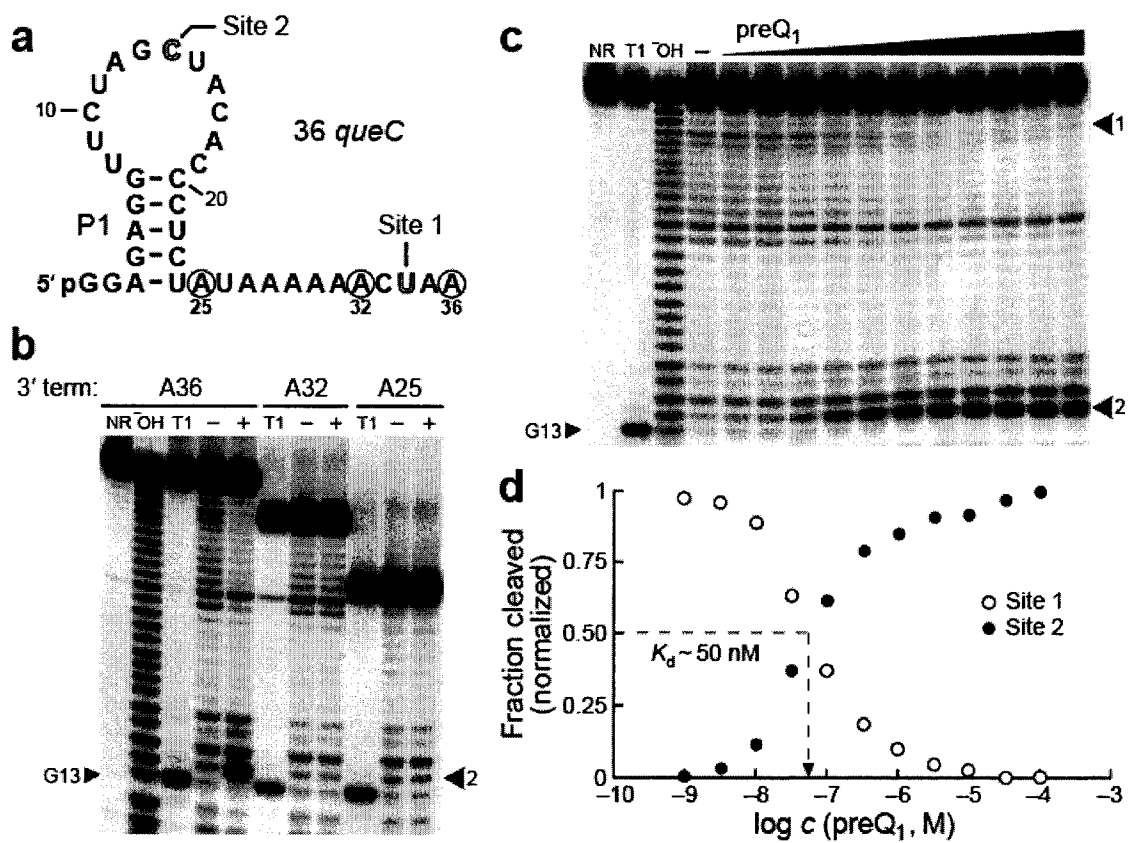 a
Site 2
A G C U
U A
C C
10
U A
U C
U C
36 queC
G – C
20
G – C
P1
A – U
G – C
Site 1
5′ pGGA – UAUAAAAACUAA
25 32 36
b
3′ term: A36 A32 A25
NR ⁻OH T1 – + T1 – + T1 – +
G13 2
c
preQ₁
NR T1 ⁻OH –
1
2
G13
d
Fraction cleaved
(normalized)
1
0.75
0.50
0.25
0
Kd ~ 50 nM
Site 1
Site 2
–10 –9 –8 –7 –6 –5 –4 –3
log c (preQ₁, M)